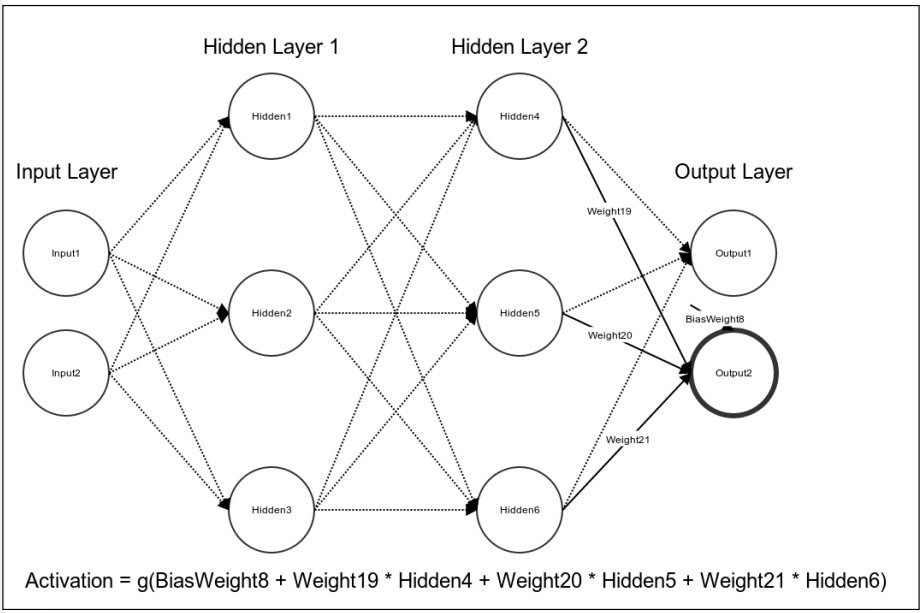 Hidden Layer 1
Hidden Layer 2
Hidden1
Hidden4
Input Layer
Output Layer
Weight19
Input1
Output1
Hidden2
Hidden5
BiasWeight8
Weight20
Input2
Output2
Weight21
Hidden3
Hidden6
Activation = g(BiasWeight8 + Weight19 * Hidden4 + Weight20 * Hidden5 + Weight21 * Hidden6)